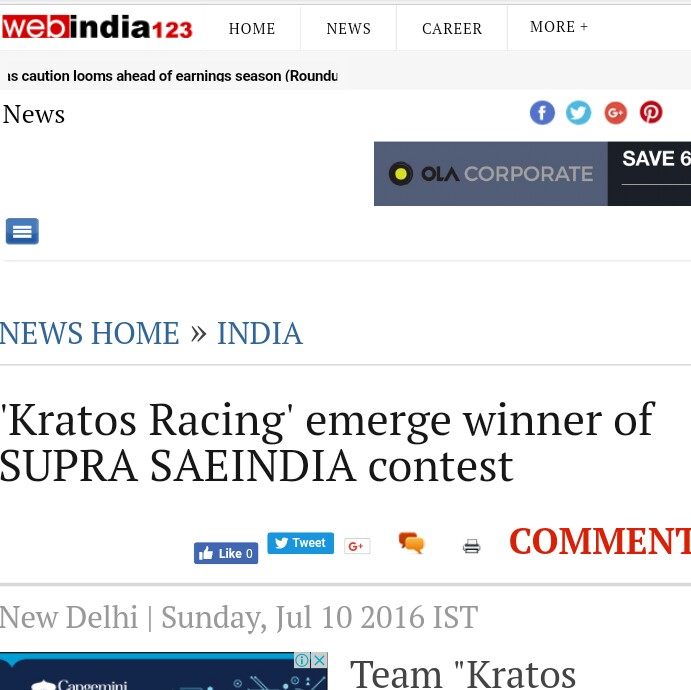 webindia123
HOME NEWS CAREER MORE +
caution looms ahead of earnings season (Roundu
News
OLA CORPORATE SAVE 6
NEWS HOME » INDIA
'Kratos Racing' emerge winner of
SUPRA SAEINDIA contest
Like 0 Tweet G+ COMMENT
New Delhi | Sunday, Jul 10 2016 IST
Capgemini
Team "Kratos